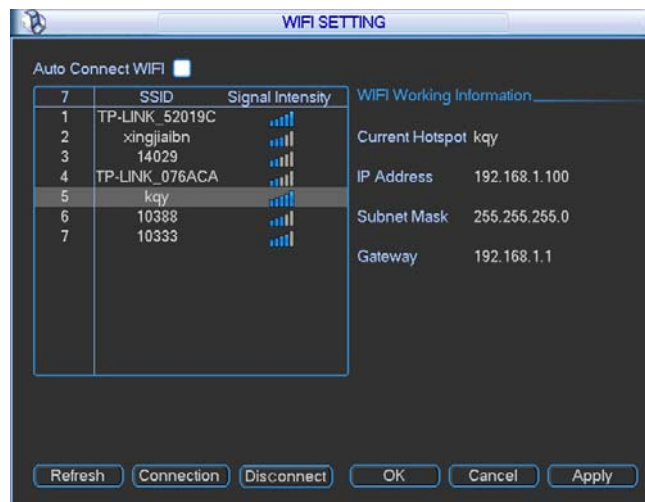 WIFI SETTING
Auto Connect WIFI
7 SSID Signal Intensity
1 TP-LINK_52019C
2 xingjiaibn
3 14029
4 TP-LINK_076ACA
5 kqy
6 10388
7 10333
WIFI Working Information
Current Hotspot kqy
IP Address 192.168.1.100
Subnet Mask 255.255.255.0
Gateway 192.168.1.1
Refresh Connection Disconnect OK Cancel Apply